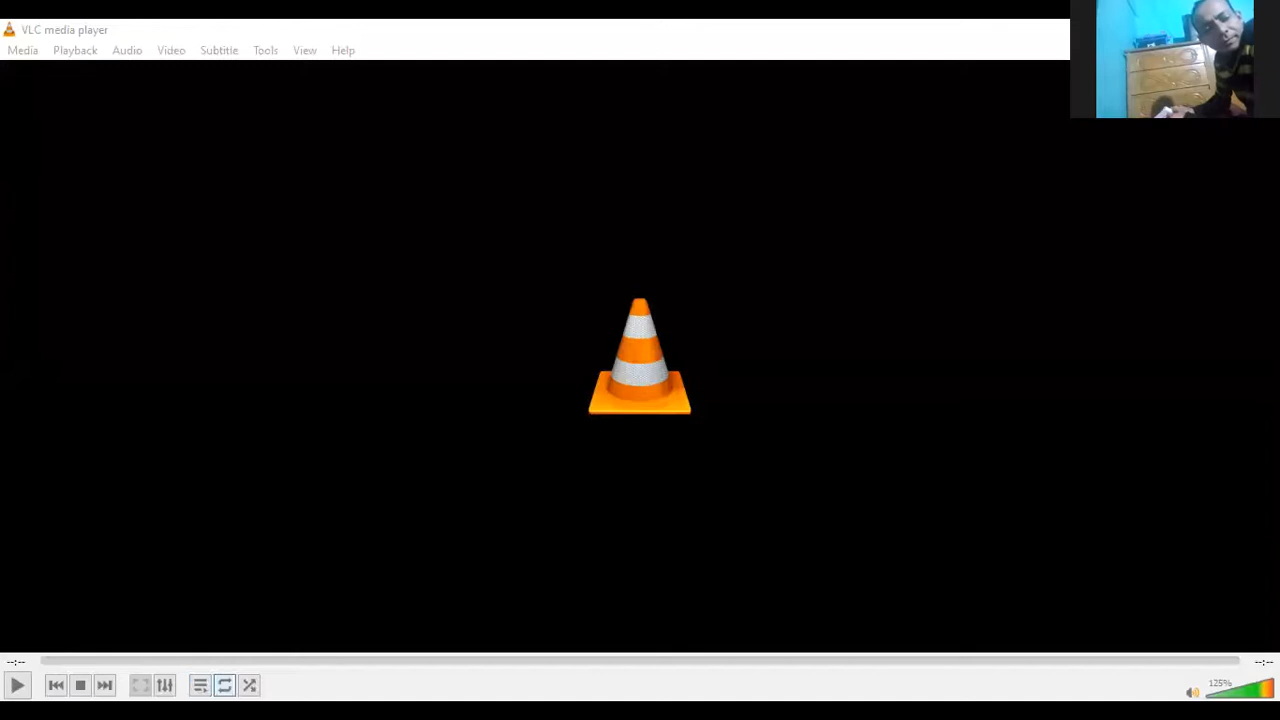 VLC media player
Media Playback Audio Video Subtitle Tools View Help
--:-- --:--
125%